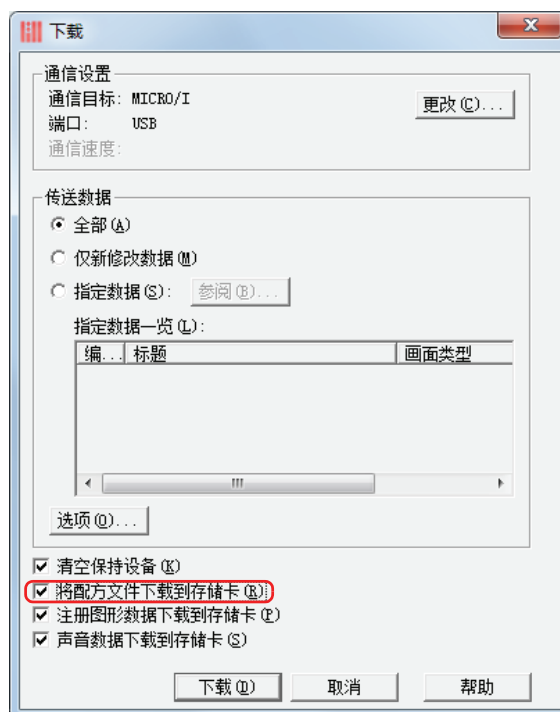 下载
通信设置
通信目标: MICRO/I
更改(C)...
端口: USB
通信速度:
传送数据
全部(A)
仅新修改数据(M)
指定数据(S): 参阅(B)...
指定数据一览(L):
编... 标题 画面类型
选项(O)...
清空保持设备(K)
将配方文件下载到存储卡(R)
注册图形数据下载到存储卡(P)
声音数据下载到存储卡(S)
下载(D) 取消 帮助